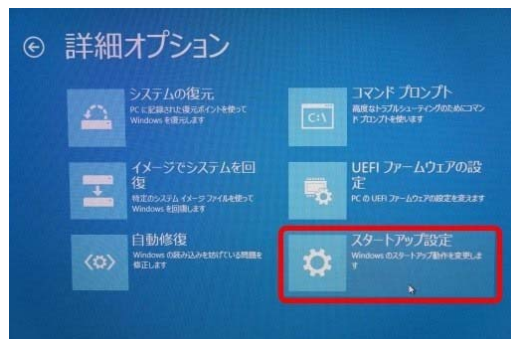 詳細オプション
システムの復元
PC に記録された復元ポイントを使って
Windows を復元します
コマンド プロンプト
高度なトラブルシューティングのためにコマン
ド プロンプトを使います
C:\
イメージでシステムを回
復
特定のシステム イメージ ファイルを使って
Windows を回復します
UEFI ファームウェアの設
定
PC の UEFI ファームウェアの設定を変えます
自動修復
Windows の読み込みを妨げている問題を
修正します
スタートアップ設定
Windows のスタートアップ動作を変更しま
す